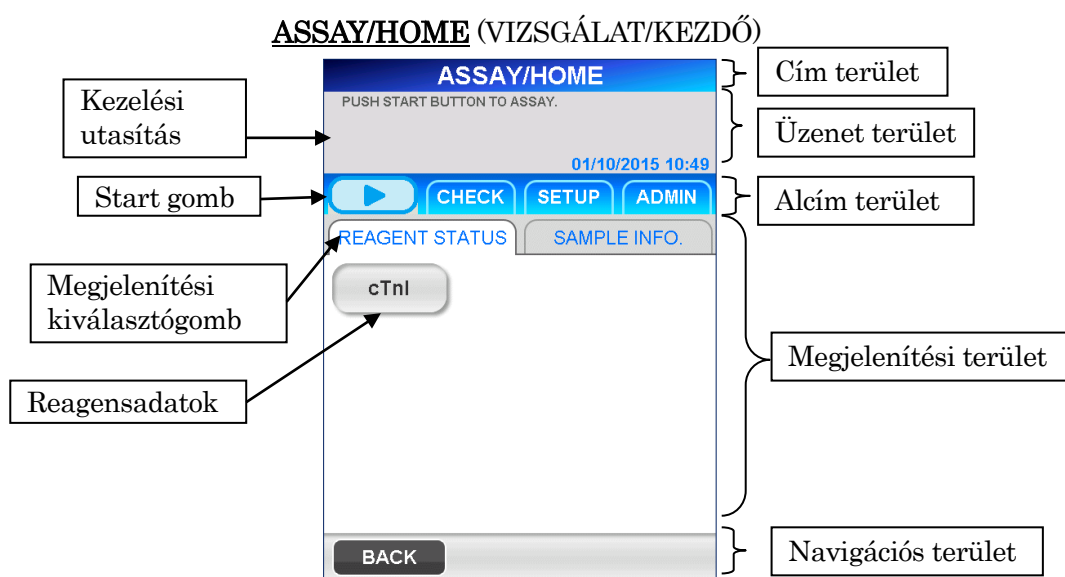 ASSAY/HOME (VIZSGÁLAT/KEZDŐ)
ASSAY/HOME
Cím terület
Kezelési
utasítás
PUSH START BUTTON TO ASSAY.
Üzenet terület
01/10/2015 10:49
Start gomb
CHECK
SETUP
ADMIN
Alcím terület
REAGENT STATUS
SAMPLE INFO.
Megjelenítési
kiválasztógomb
cTnI
Megjelenítési terület
Reagensadatok
BACK
Navigációs terület